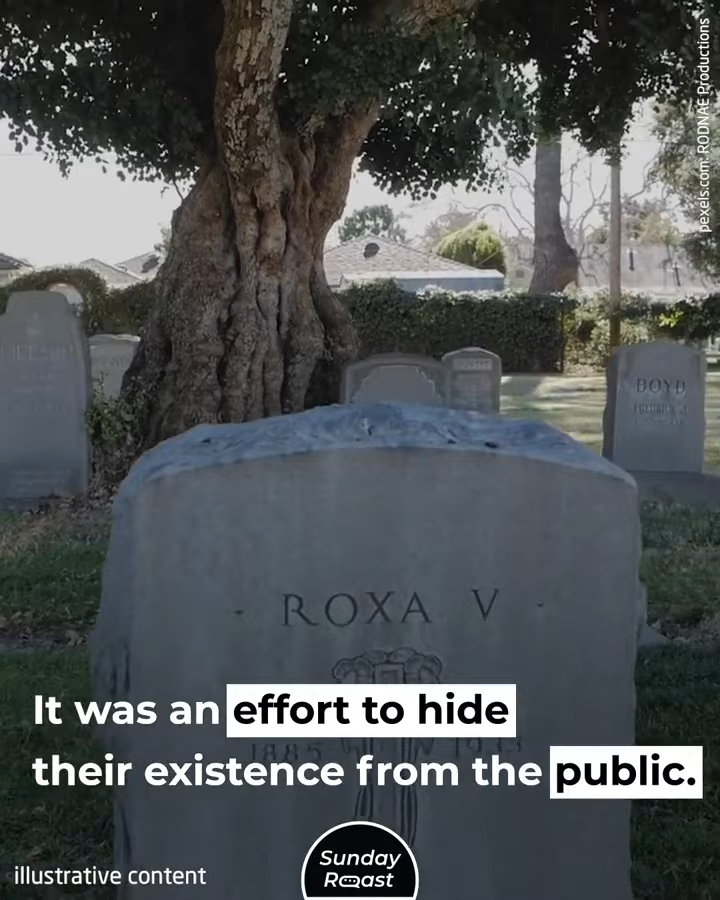 pexels.com: RODNAE Productions
BOYD
ROXA V
It was an effort to hide
their existence from the public.
Sunday
Roast
illustrative content